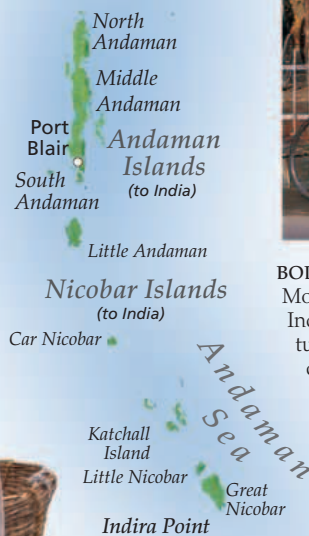 North
Andaman
Middle
Andaman
Port
Blair
Andaman
Islands
(to India)
South
Andaman
Little Andaman
Nicobar Islands
(to India)
Car Nicobar
Andaman
Sea
Katchall
Island
Little Nicobar
Great
Nicobar
Indira Point